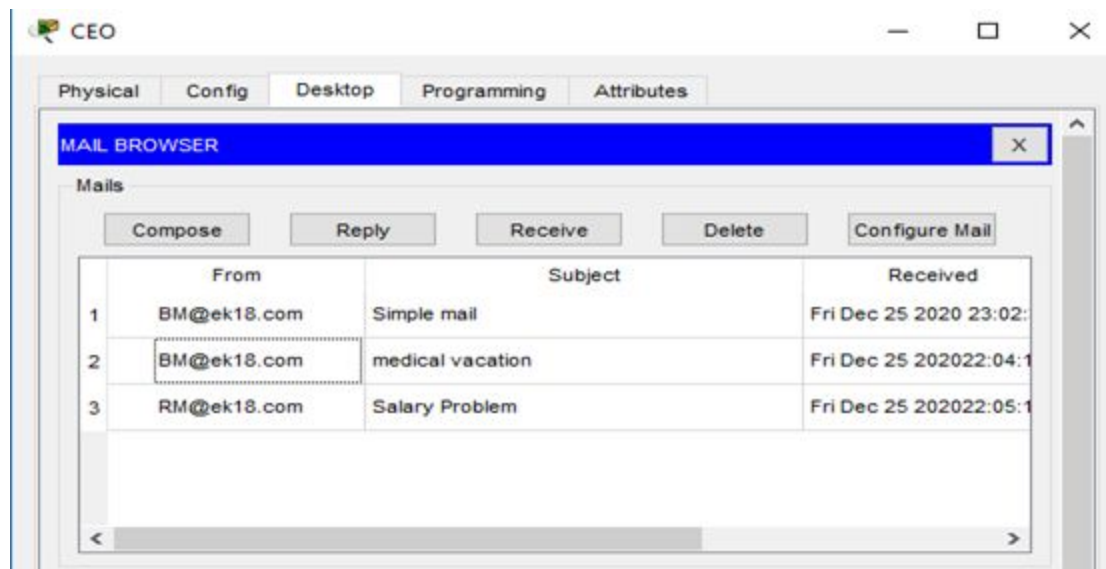 CEO
Physical Config Desktop Programming Attributes
MAIL BROWSER X
Mails
Compose Reply Receive Delete Configure Mail
From Subject Received
1 BM@ek18.com Simple mail Fri Dec 25 2020 23:02:
2 BM@ek18.com medical vacation Fri Dec 25 202022:04:1
3 RM@ek18.com Salary Problem Fri Dec 25 202022:05:1